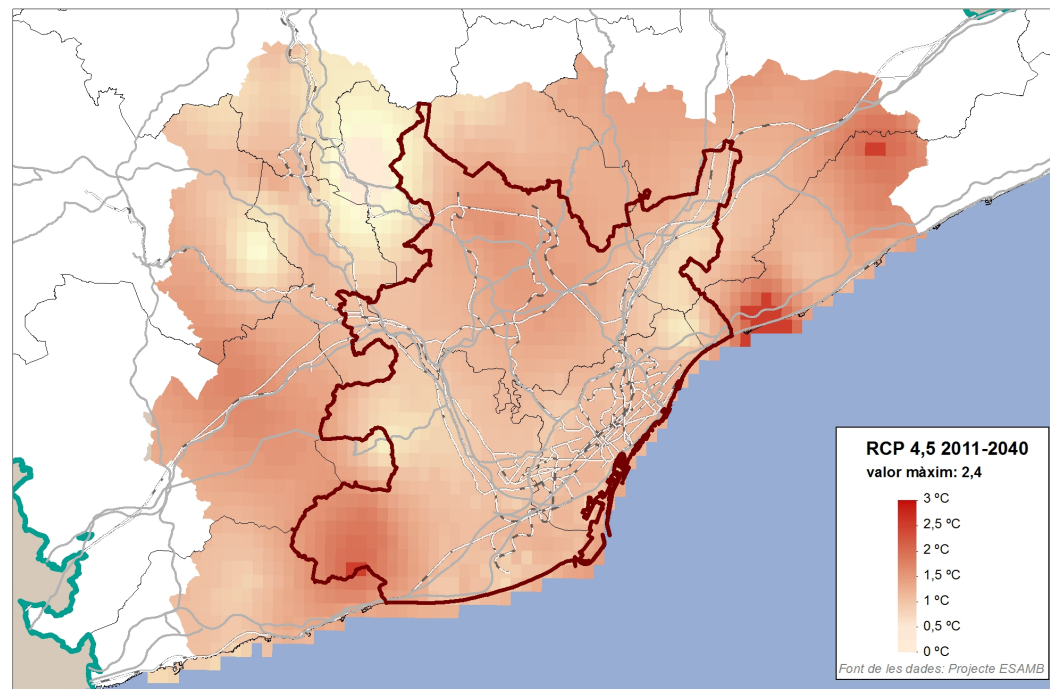 RCP 4,5 2011-2040
valor màxim: 2,4
3 ºC
2,5 ºC
2 ºC
1,5 ºC
1 ºC
0,5 ºC
0 ºC
Font de les dades: Projecte ESAMB